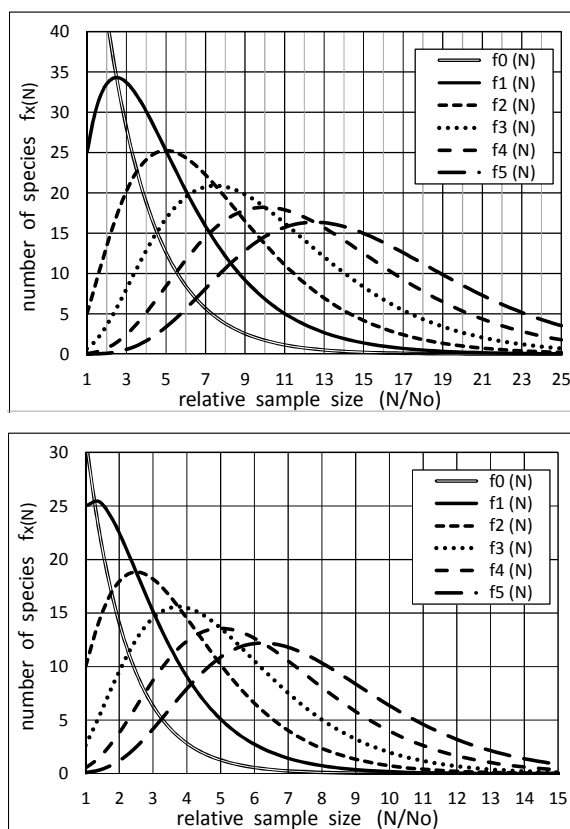 40
35
30
25
20
15
10
5
0
number of species fx(N)
f0 (N)
f1 (N)
f2 (N)
f3 (N)
f4 (N)
f5 (N)
1 3 5 7 9 11 13 15 17 19 21 23 25
relative sample size (N/No)
30
25
20
15
10
5
0
number of species fx(N)
f0 (N)
f1 (N)
f2 (N)
f3 (N)
f4 (N)
f5 (N)
1 2 3 4 5 6 7 8 9 10 11 12 13 14 15
relative sample size (N/No)